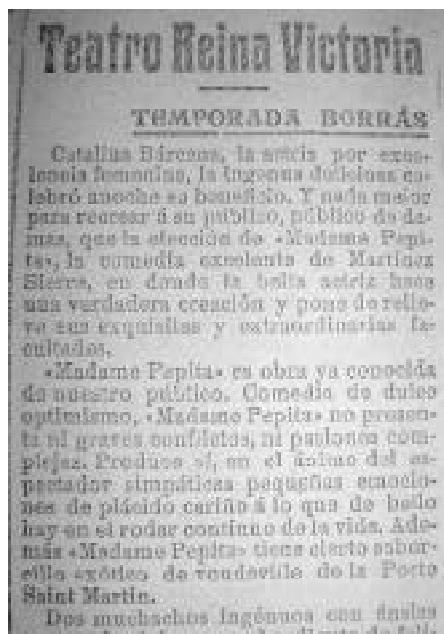 Teatro Reina Victoria
TEMPORADA BORRÁS
Catalina Bárcena, la actriz por exce-
lencia femenina, la ingenua deliciosa ce-
lebró anoche su beneficio. Y nada mejor
para recrear á su público, público de da-
mas, que la elección de «Madame Pepi-
ta», la comedia excelente de Martínez
Sierra, en donde la bella actriz hace
una verdadera creación y pone de relie-
ve sus exquisitas y extraordinarias fa-
cultades.
«Madame Pepita» es obra ya conocida
de nuestro público. Comedia de dulce
optimismo, «Madame Pepita» no presen-
ta ni graves conflictos, ni pasiones com-
plejas. Produce sí, en el ánimo del es-
pectador simpáticas pequeñas emocio-
nes de plácido cariño á lo que de bello
hay en el rodar continuo de la vida. Ade-
más «Madame Pepita» tiene cierto sabor-
cillo exótico de vaudeville de la Porte
Saint Martin.
Dos muchachos ingénuos con